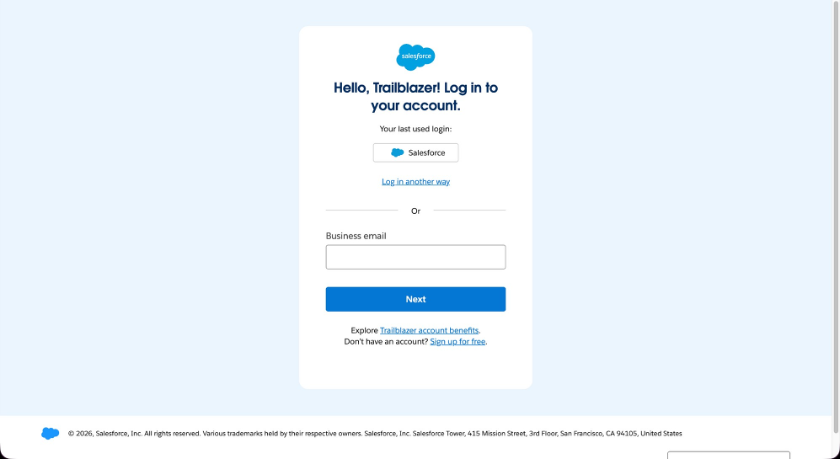 salesforce
Hello, Trailblazer! Log in to
your account.
Your last used login:
Salesforce
Log in another way
Or
Business email
Next
Explore Trailblazer account benefits.
Don't have an account? Sign up for free.
© 2026, Salesforce, Inc. All rights reserved. Various trademarks held by their respective owners. Salesforce, Inc. Salesforce Tower, 415 Mission Street, 3rd Floor, San Francisco, CA 94105, United States